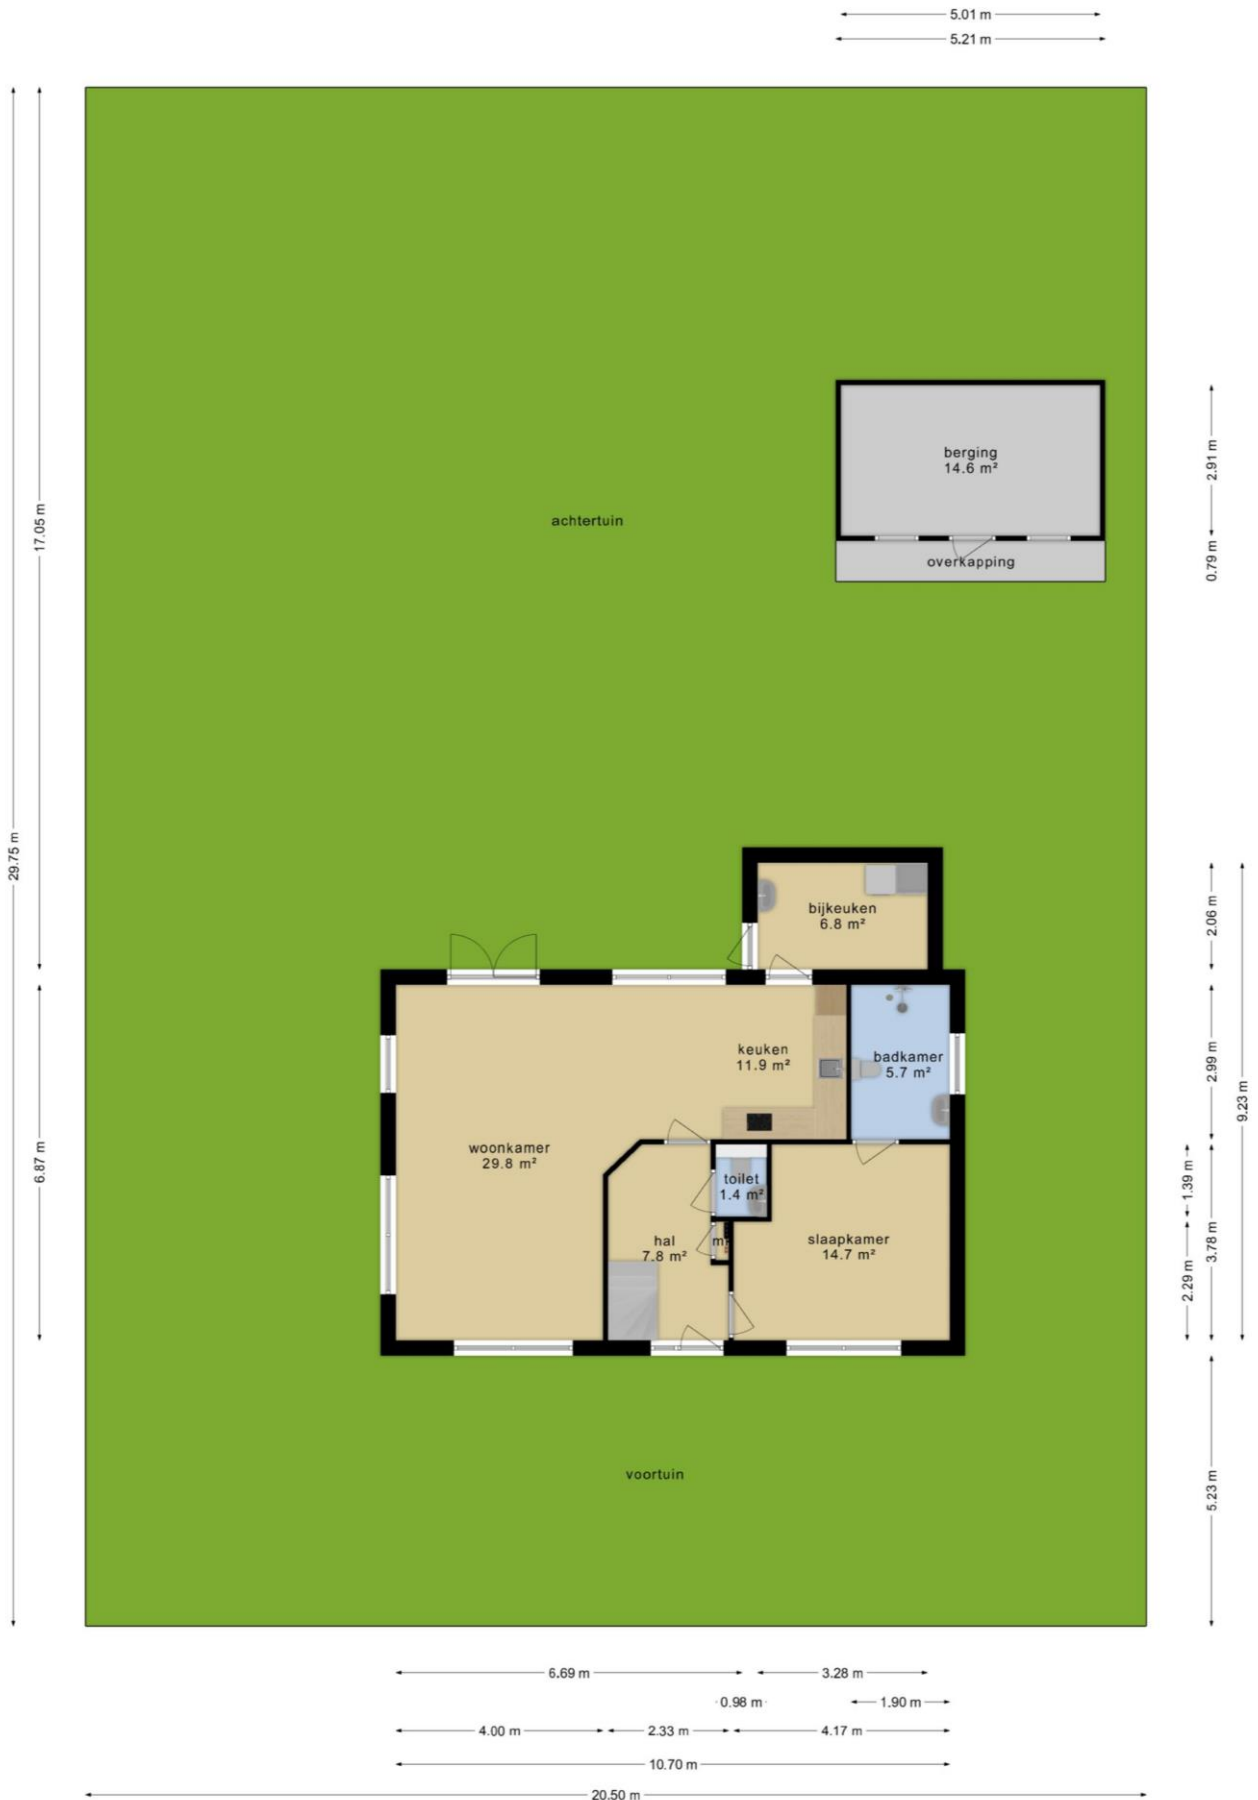 5.01 m
5.21 m
29.75 m
17.05 m
berging
14.6 m²
2.91 m
achtertuin
overkapping
0.79 m
bijkeuken
6.8 m²
2.06 m
keuken
11.9 m²
badkamer
5.7 m²
2.99 m
9.23 m
woonkamer
29.8 m²
6.87 m
toilet
1.4 m²
1.39 m
hal
7.8 m²
m
slaapkamer
14.7 m²
3.78 m
2.29 m
voortuin
5.23 m
6.69 m
3.28 m
0.98 m
1.90 m
4.00 m
2.33 m
4.17 m
10.70 m
20.50 m